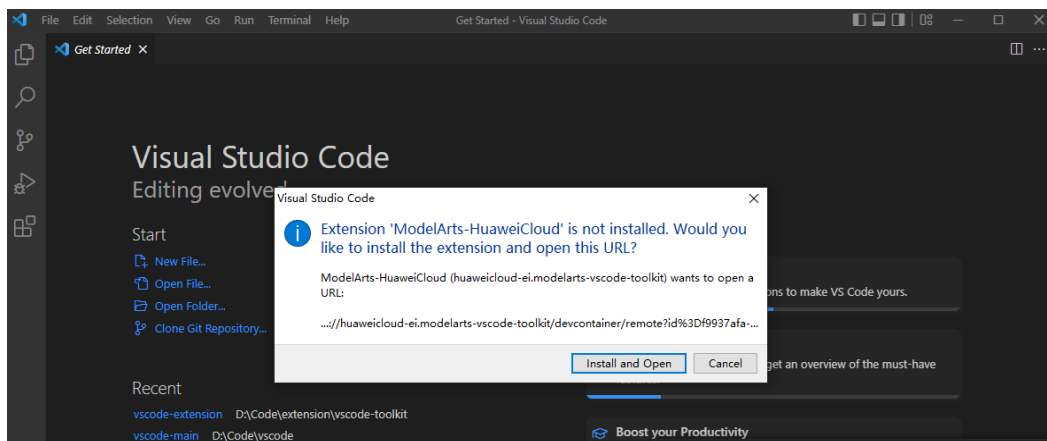 File Edit Selection View Go Run Terminal Help Get Started - Visual Studio Code
Get Started
Visual Studio Code
Editing evolved
Start
New File...
Open File...
Open Folder...
Clone Git Repository...
Recent
vscode-extension D:\Code\extension\vscode-toolkit
vscode-main D:\Code\vscode
Visual Studio Code
Extension 'ModelArts-HuaweiCloud' is not installed. Would you
like to install the extension and open this URL?
ModelArts-HuaweiCloud (huaweicloud-ei.modelarts-vscode-toolkit) wants to open a
URL:
...://huaweicloud-ei.modelarts-vscode-toolkit/devcontainer/remote?id%3Df9937afa-...
Install and Open Cancel
ons to make VS Code yours.
get an overview of the must-have
Boost your Productivity